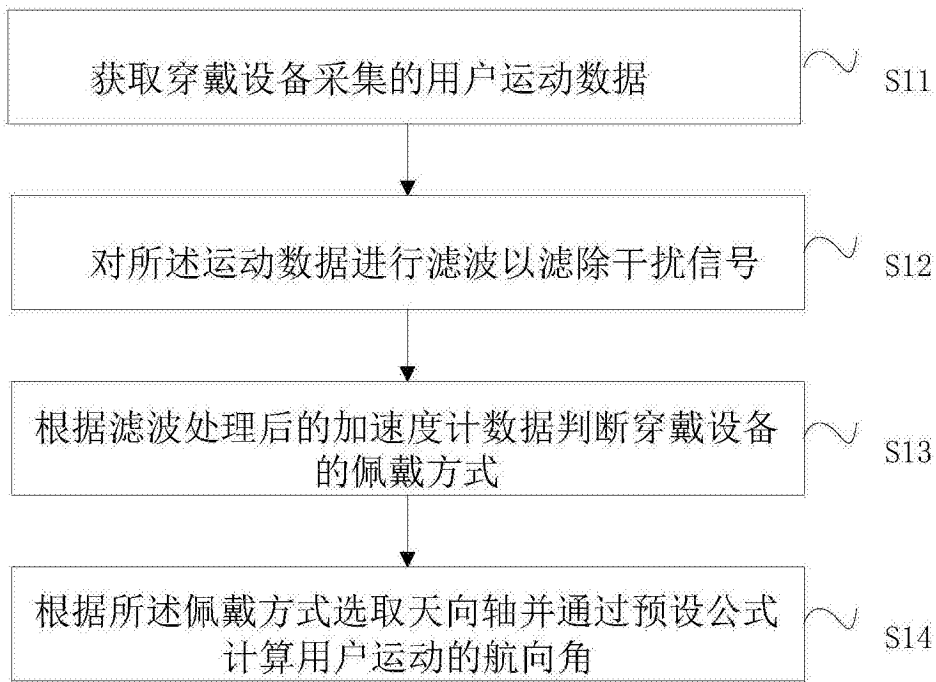 获取穿戴设备采集的用户运动数据
S11
对所述运动数据进行滤波以滤除干扰信号
S12
根据滤波处理后的加速度计数据判断穿戴设备
的佩戴方式
S13
根据所述佩戴方式选取天向轴并通过预设公式
计算用户运动的航向角
S14